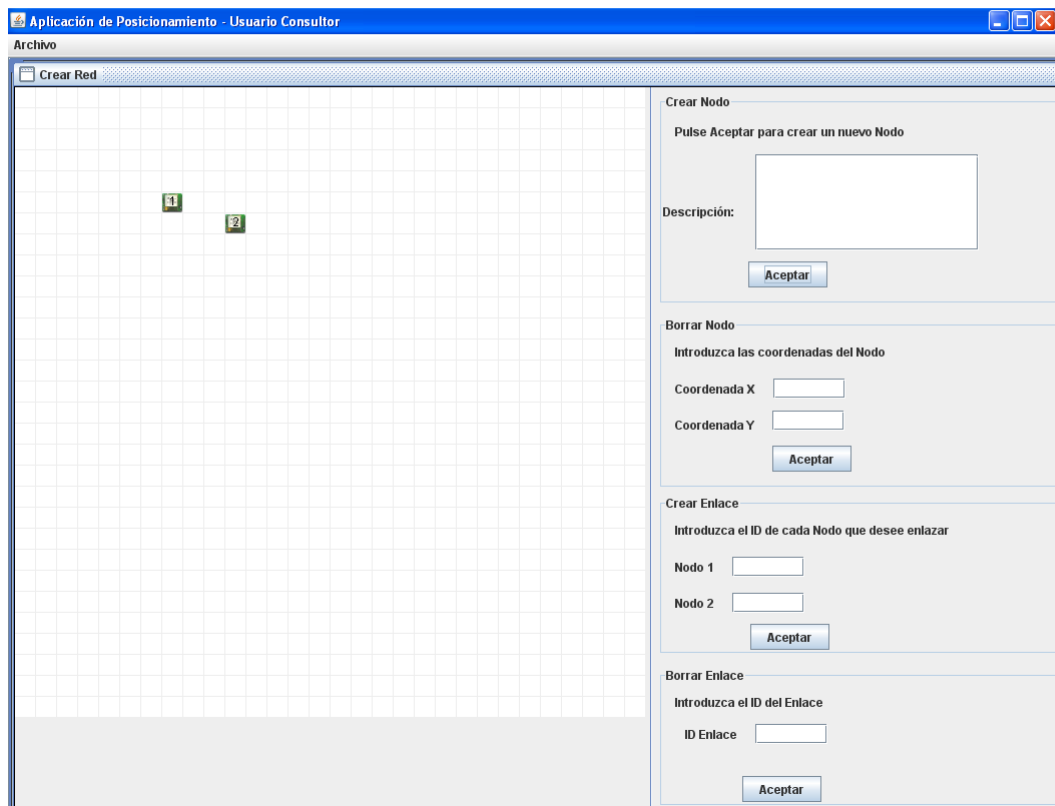 Aplicación de Posicionamiento - Usuario Consultor
Archivo
Crear Red
1
2
Crear Nodo
Pulse Aceptar para crear un nuevo Nodo
Descripción:
Aceptar
Borrar Nodo
Introduzca las coordenadas del Nodo
Coordenada X
Coordenada Y
Aceptar
Crear Enlace
Introduzca el ID de cada Nodo que desee enlazar
Nodo 1
Nodo 2
Aceptar
Borrar Enlace
Introduzca el ID del Enlace
ID Enlace
Aceptar